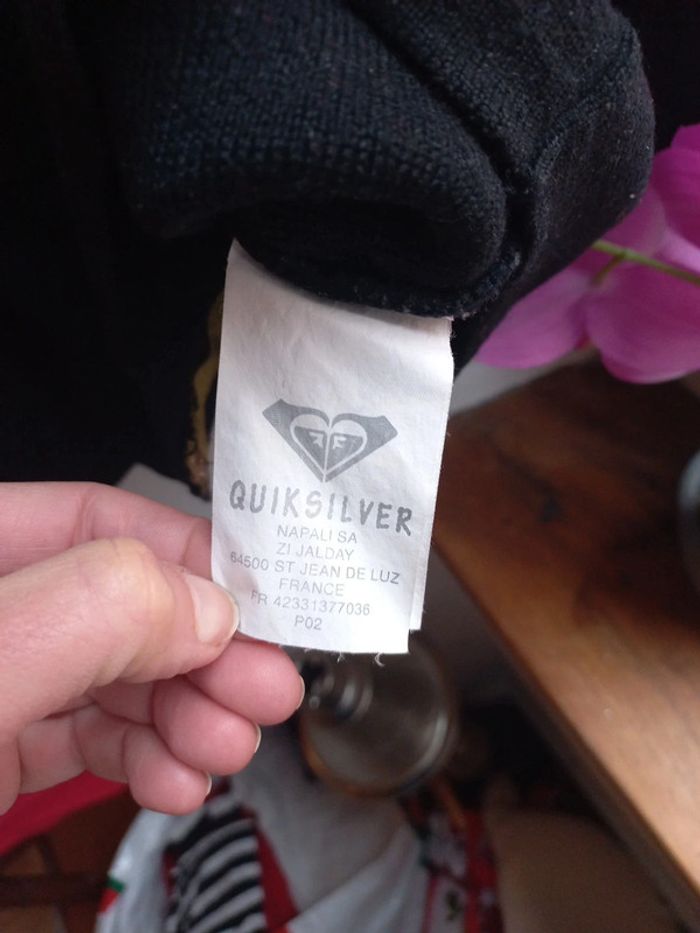 QUIKSILVER
NAPALI SA
ZI JALDAY
64500 ST JEAN DE LUZ
FRANCE
FR 42331377036
P02